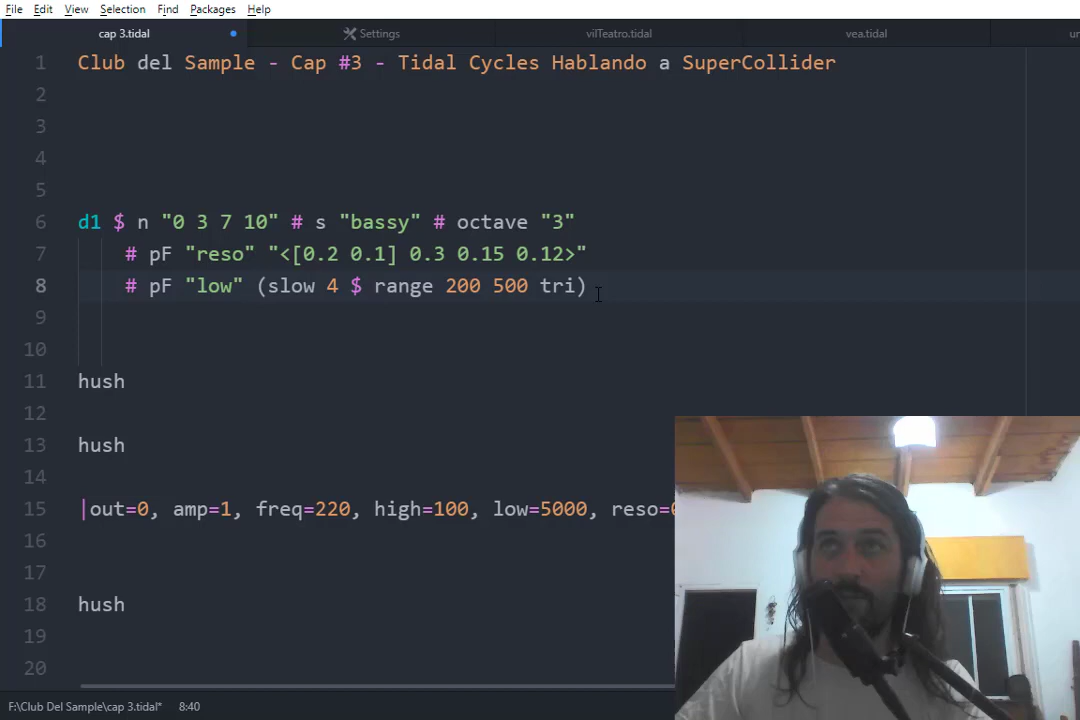 File Edit View Selection Find Packages Help
cap 3.tidal Settings vilTeatro.tidal vea.tidal
1 Club del Sample - Cap #3 - Tidal Cycles Hablando a SuperCollider
2
3
4
5
6 d1 $ n "0 3 7 10" # s "bassy" # octave "3"
7 # pF "reso" "<[0.2 0.1] 0.3 0.15 0.12>"
8 # pF "low" (slow 4 $ range 200 500 tri)
9
10
11 hush
12
13 hush
14
15 |out=0, amp=1, freq=220, high=100, low=5000, reso=
16
17
18 hush
19
20
F:\Club Del Sample\cap 3.tidal* 8:40